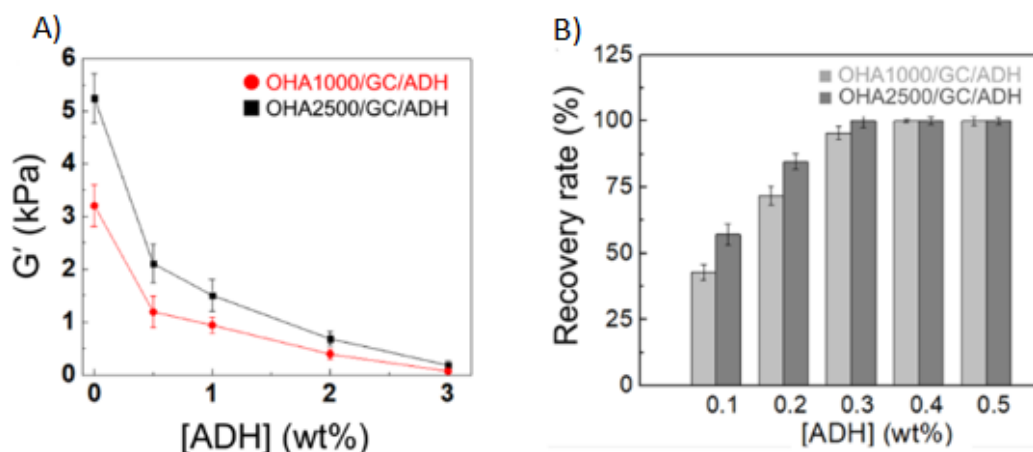 A)
6
5
4
3
2
1
0
G′ (kPa)
OHA1000/GC/ADH
OHA2500/GC/ADH
0 1 2 3
[ADH] (wt%)
B)
125
100
75
50
25
0
Recovery rate (%)
OHA1000/GC/ADH
OHA2500/GC/ADH
0.1 0.2 0.3 0.4 0.5
[ADH] (wt%)